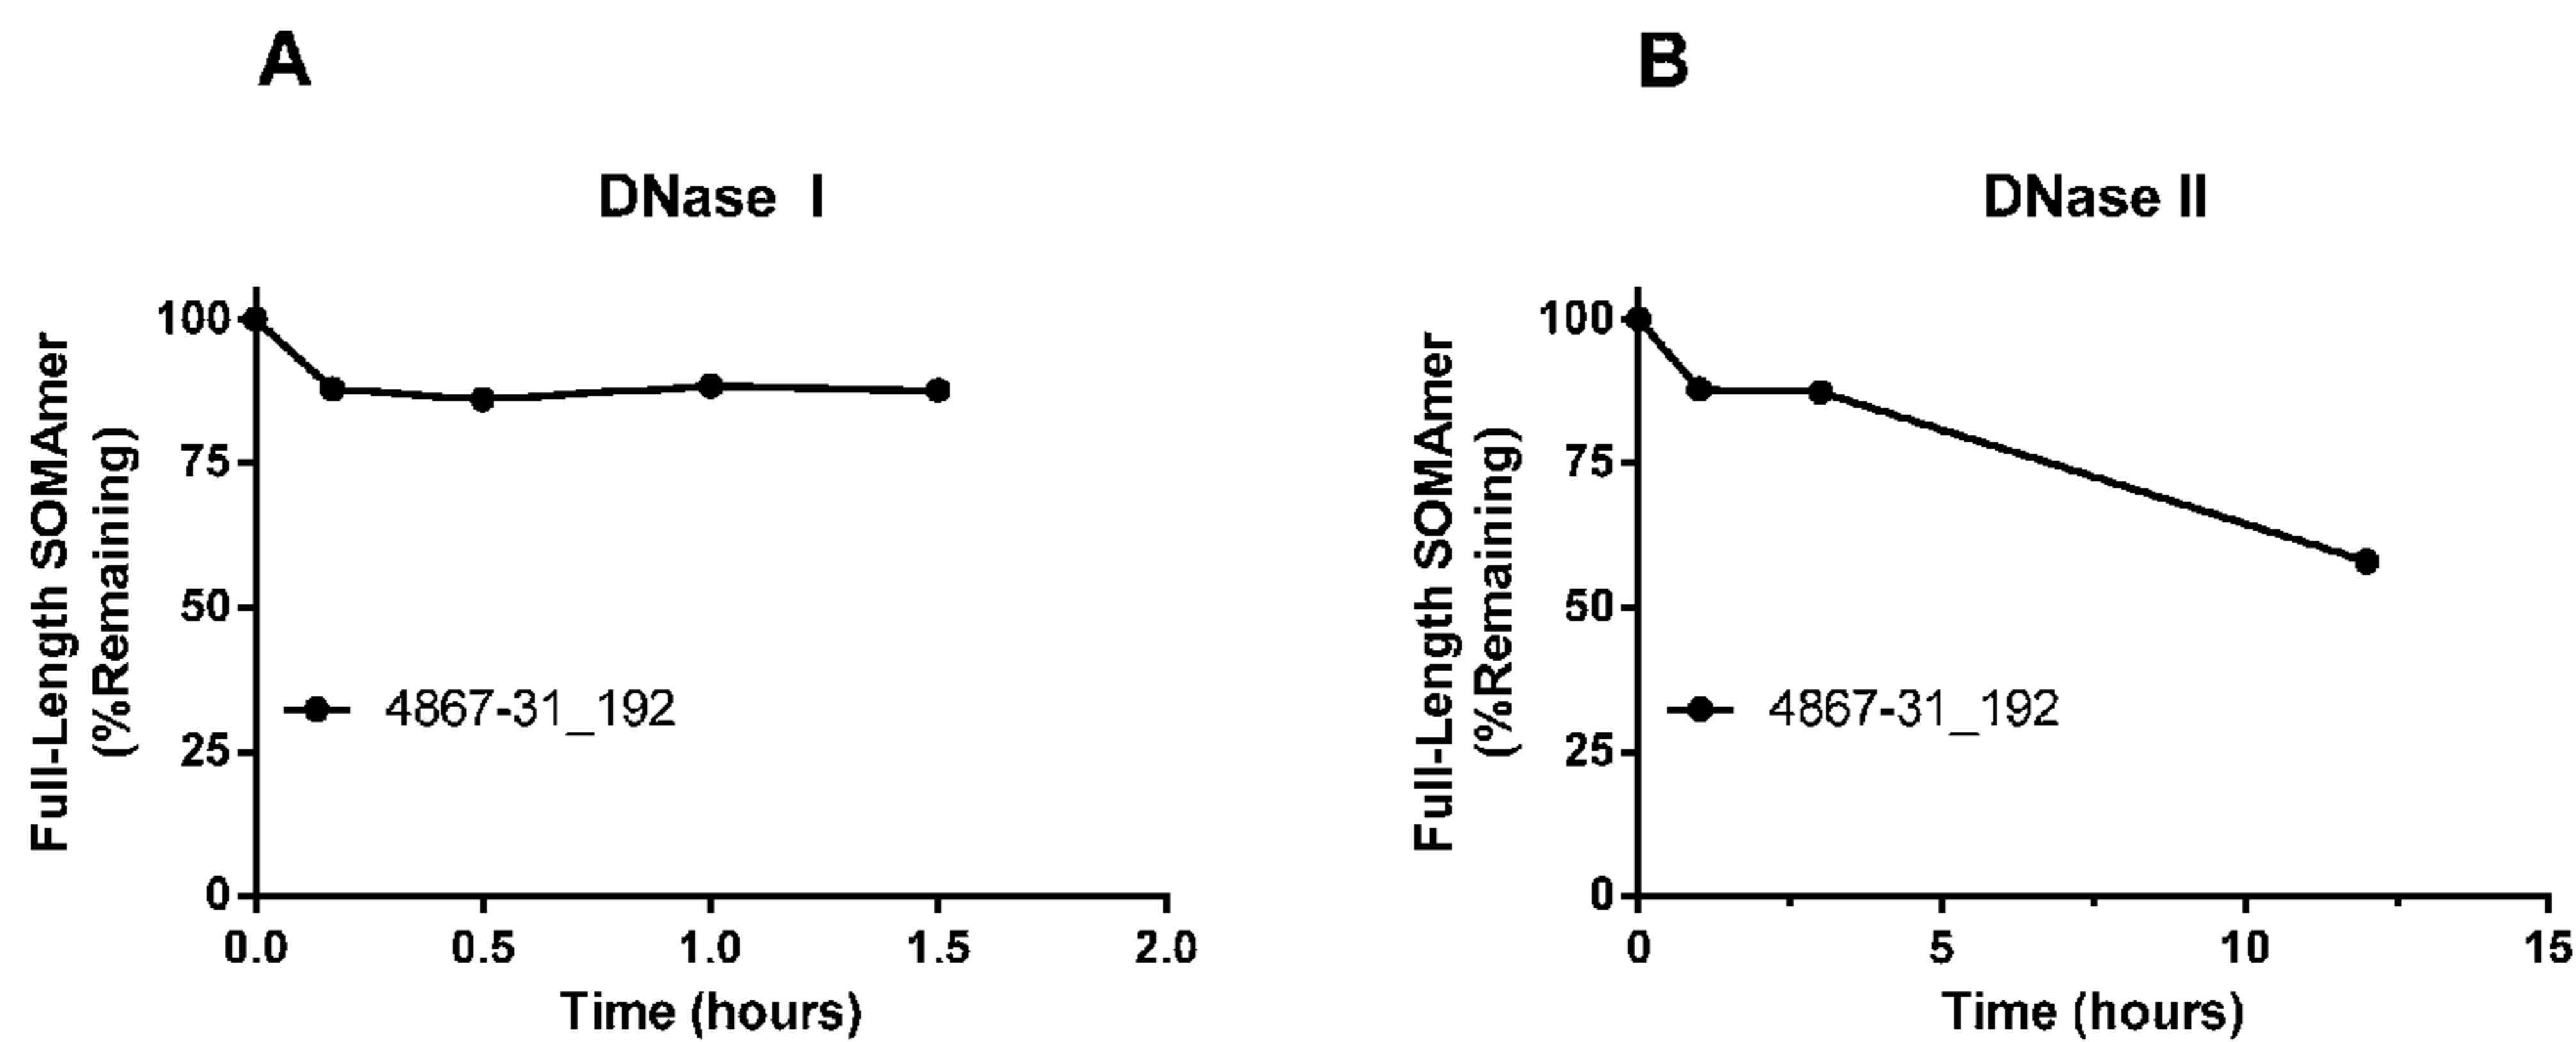 A
DNase I
Full-Length SOMAmer
(%Remaining)
100
75
50
25
0
4867-31_192
0.0 0.5 1.0 1.5 2.0
Time (hours)
B
DNase II
Full-Length SOMAmer
(%Remaining)
100
75
50
25
0
4867-31_192
0 5 10 15
Time (hours)